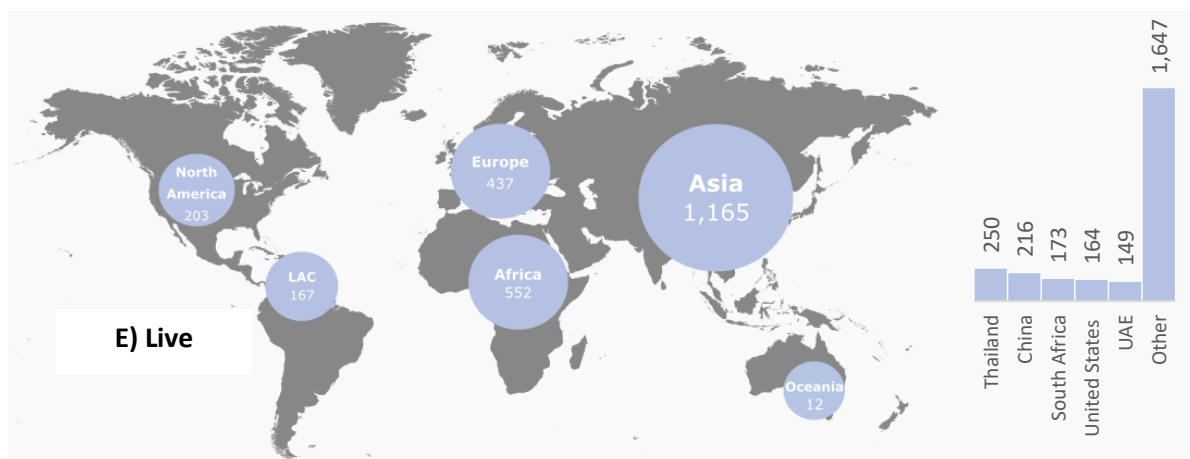 North
America
203
LAC
167
E) Live
Europe
437
Africa
552
Asia
1,165
Oceania
12
250
216
173
164
149
1,647
Thailand
China
South Africa
United States
UAE
Other